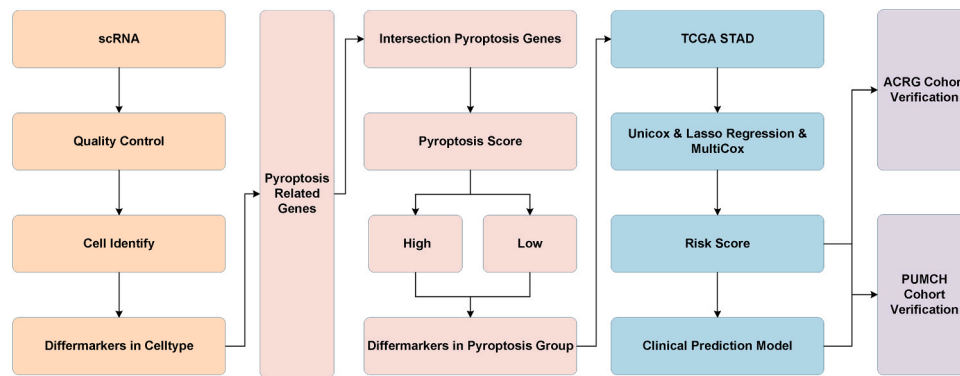 scRNA
Quality Control
Cell Identify
Differmarkers in Celltype
Pyroptosis
Related
Genes
Intersection Pyroptosis Genes
Pyroptosis Score
High
Low
Differmarkers in Pyroptosis Group
TCGA STAD
Unicox & Lasso Regression &
MultiCox
Risk Score
Clinical Prediction Model
ACRG Cohort
Verification
PUMCH
Cohort
Verification